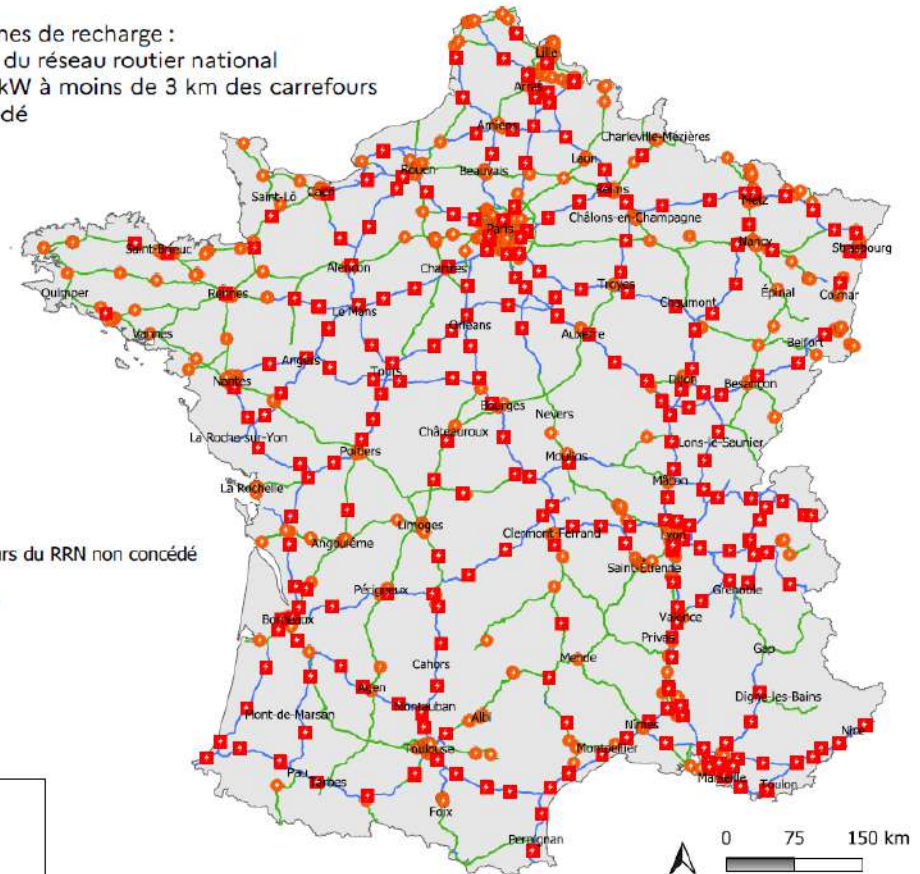 nes de recharge :
du réseau routier national
kW à moins de 3 km des carrefours
dé
Lille
Arras
Amiens
Charleville-Mézières
Rouen
Beauvais
Laon
Saint-Lô
Caen
Reims
Metz
Châlons-en-Champagne
Paris
Saint-Brieuc
Nancy
Strasbourg
Alençon
Chartres
Quimper
Rennes
Troyes
Épinal
Colmar
Le Mans
Chaumont
Vannes
Orléans
Auxerre
Belfort
Angers
Tours
Dijon
Besançon
Nantes
Bourges
Nevers
La Roche-sur-Yon
Châteauroux
Lons-le-Saunier
Poitiers
Moulins
Mâcon
La Rochelle
Limoges
Clermont-Ferrand
Lyon
Angoulême
Saint-Étienne
rs du RRN non concédé
Périgueux
Grenoble
Bordeaux
Valence
Privas
Cahors
Mende
Gap
Agen
Digne-les-Bains
Mont-de-Marsan
Montauban
Albi
Nîmes
Nice
Toulouse
Montpellier
Pau
Tarbes
Marseille
Toulon
Foix
Perpignan
0 75 150 km